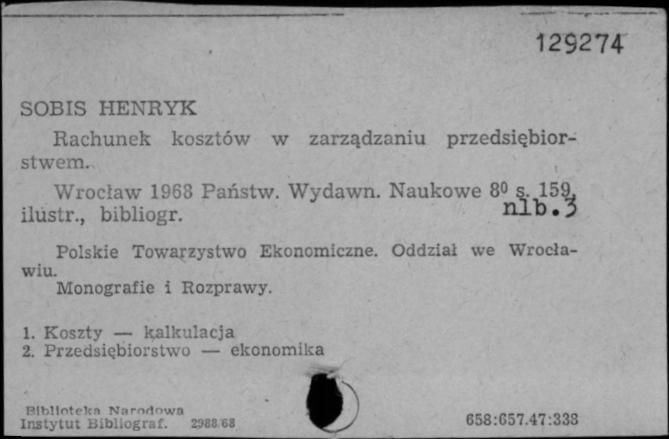 129274
SOBIS HENRYK
Rachunek kosztów w zarządzaniu przedsiębior-
stwem.
Wrocław 1968 Państw. Wydawn. Naukowe 8⁰ s. 159,
ilustr., bibliogr. nlb. 3
Polskie Towarzystwo Ekonomiczne. Oddział we Wrocła-
wiu.
Monografie i Rozprawy.
1. Koszty — kalkulacja
2. Przedsiębiorstwo — ekonomika
Biblioteka Narodowa
Instytut Bibliograf. 2988/68
658:657.47:338